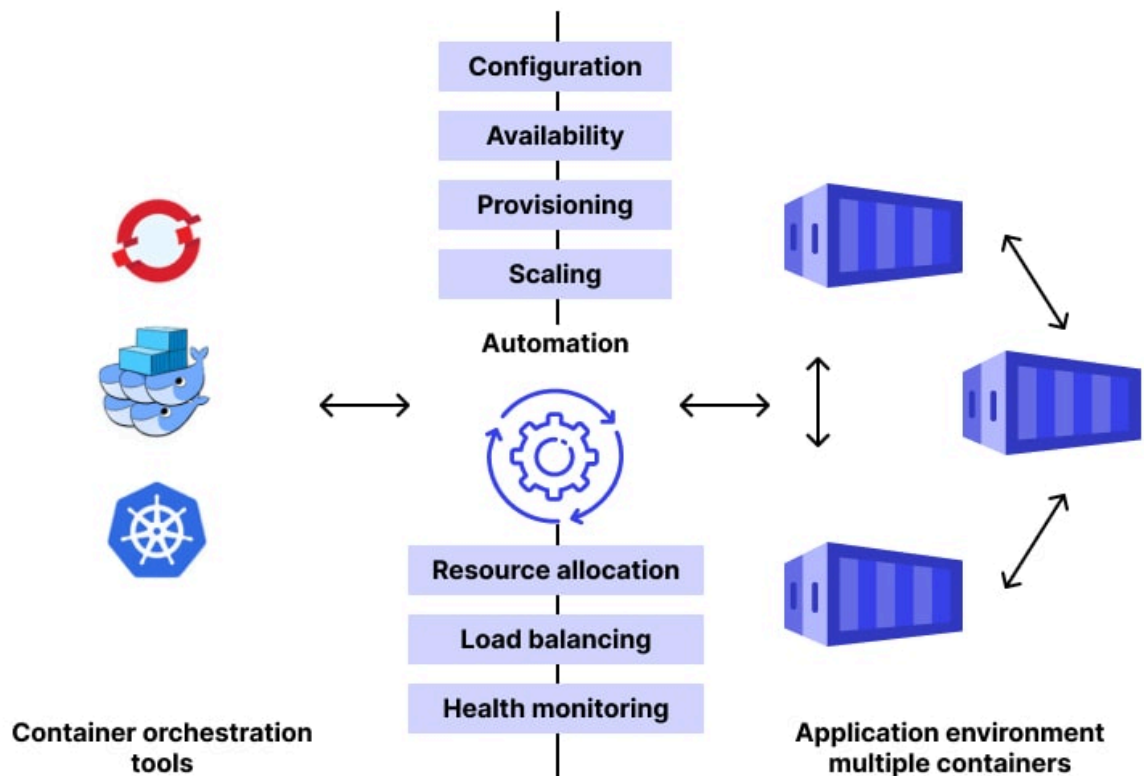 Configuration
Availability
Provisioning
Scaling
Automation
Resource allocation
Load balancing
Health monitoring
Container orchestration
tools
Application environment
multiple containers